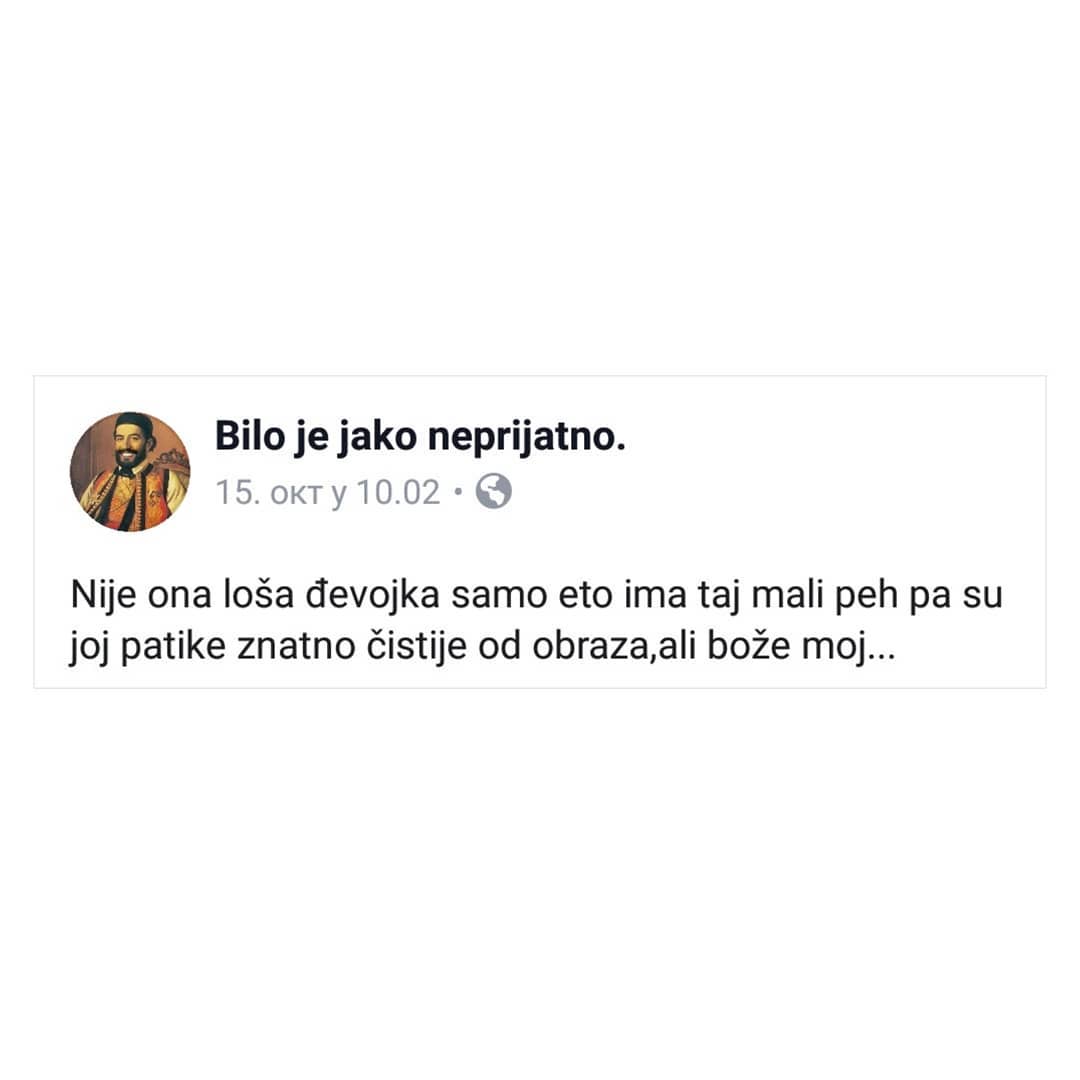 Bilo je jako neprijatno.
15. окт у 10.02 •
Nije ona loša đevojka samo eto ima taj mali peh pa su
joj patike znatno čistije od obraza,ali bože moj...